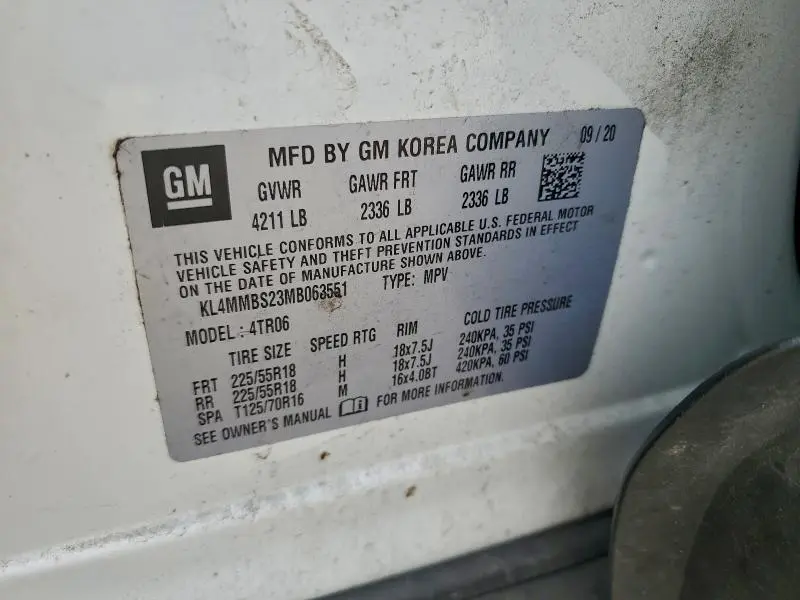 MFD BY GM KOREA COMPANY 09/20
GM
GVWR GAWR FRT GAWR RR
4211 LB 2336 LB 2336 LB
THIS VEHICLE CONFORMS TO ALL APPLICABLE U.S. FEDERAL MOTOR
VEHICLE SAFETY AND THEFT PREVENTION STANDARDS IN EFFECT
ON THE DATE OF MANUFACTURE SHOWN ABOVE.
KL4MMBS23MB063551 TYPE: MPV
MODEL: 4TR06
TIRE SIZE SPEED RTG RIM COLD TIRE PRESSURE
FRT 225/55R18 H 18x7.5J 240KPA, 35 PSI
RR 225/55R18 H 18x7.5J 240KPA, 35 PSI
SPA T125/70R16 M 16x4.0BT 420KPA, 60 PSI
SEE OWNER'S MANUAL FOR MORE INFORMATION.